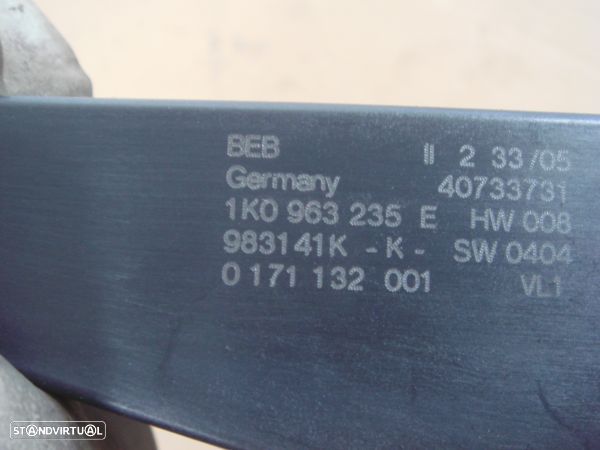 BEB II 2 33/05
Germany 40733731
1K0 963 235 E HW 008
983141K - K - SW 0404
0 171 132 001 VL1
STANDVIRTUAL